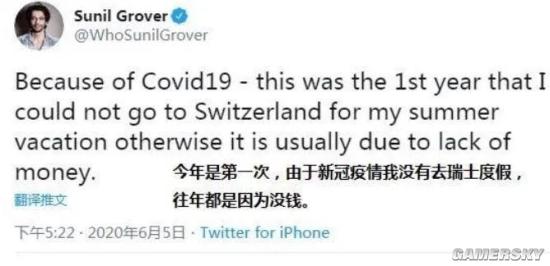 Sunil Grover
@WhoSunilGrover
Because of Covid19 - this was the 1st year that I
could not go to Switzerland for my summer
vacation otherwise it is usually due to lack of
money.
今年是第一次，由于新冠疫情我没有去瑞士度假，
翻译推文
往年都是因为没钱。
下午5:22 · 2020年6月5日 · Twitter for iPhone
GAMERSKY